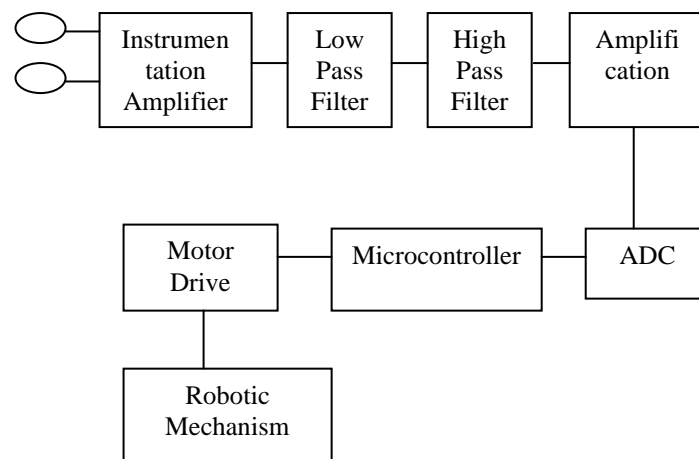 Instrumen
tation
Amplifier
Low
Pass
Filter
High
Pass
Filter
Amplifi
cation
Motor
Drive
Microcontroller
ADC
Robotic
Mechanism